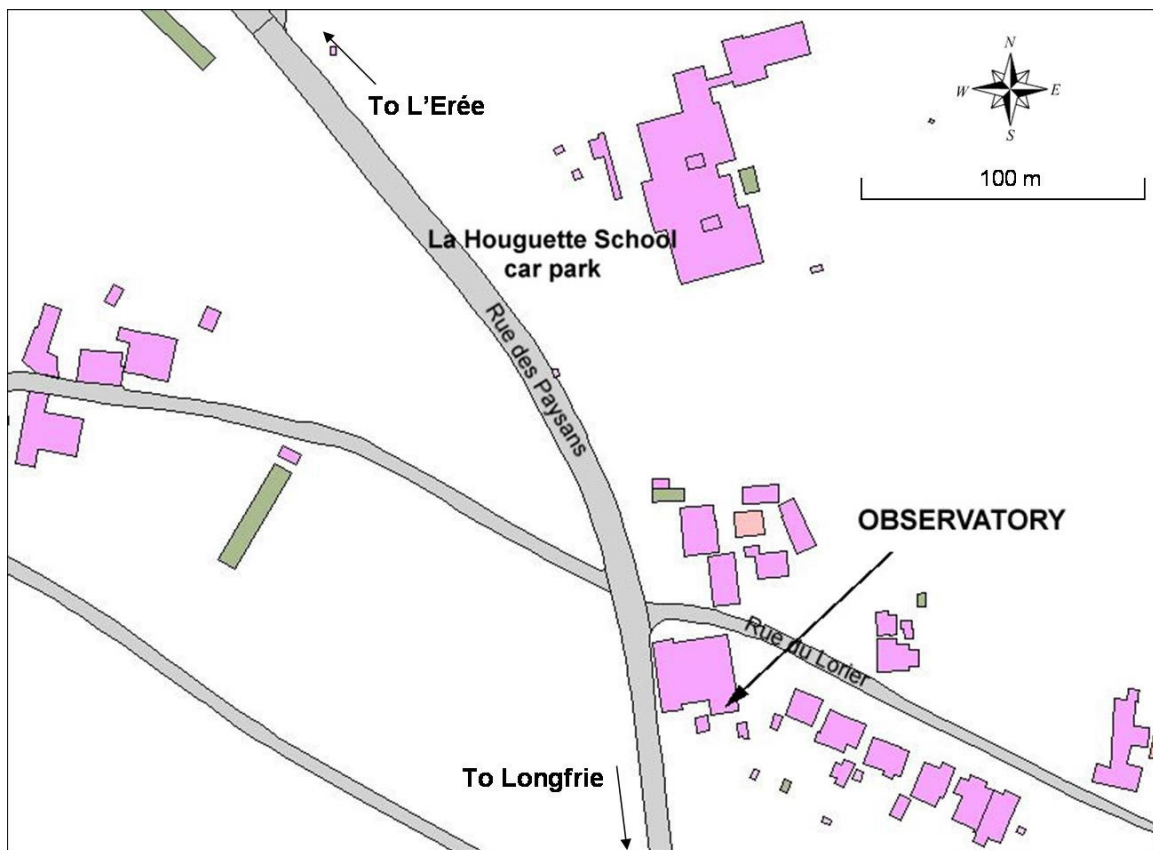 To L'Erée
N
W
E
S
100 m
La Houguette School
car park
Rue des Paysans
OBSERVATORY
Rue du Lorier
To Longfrie